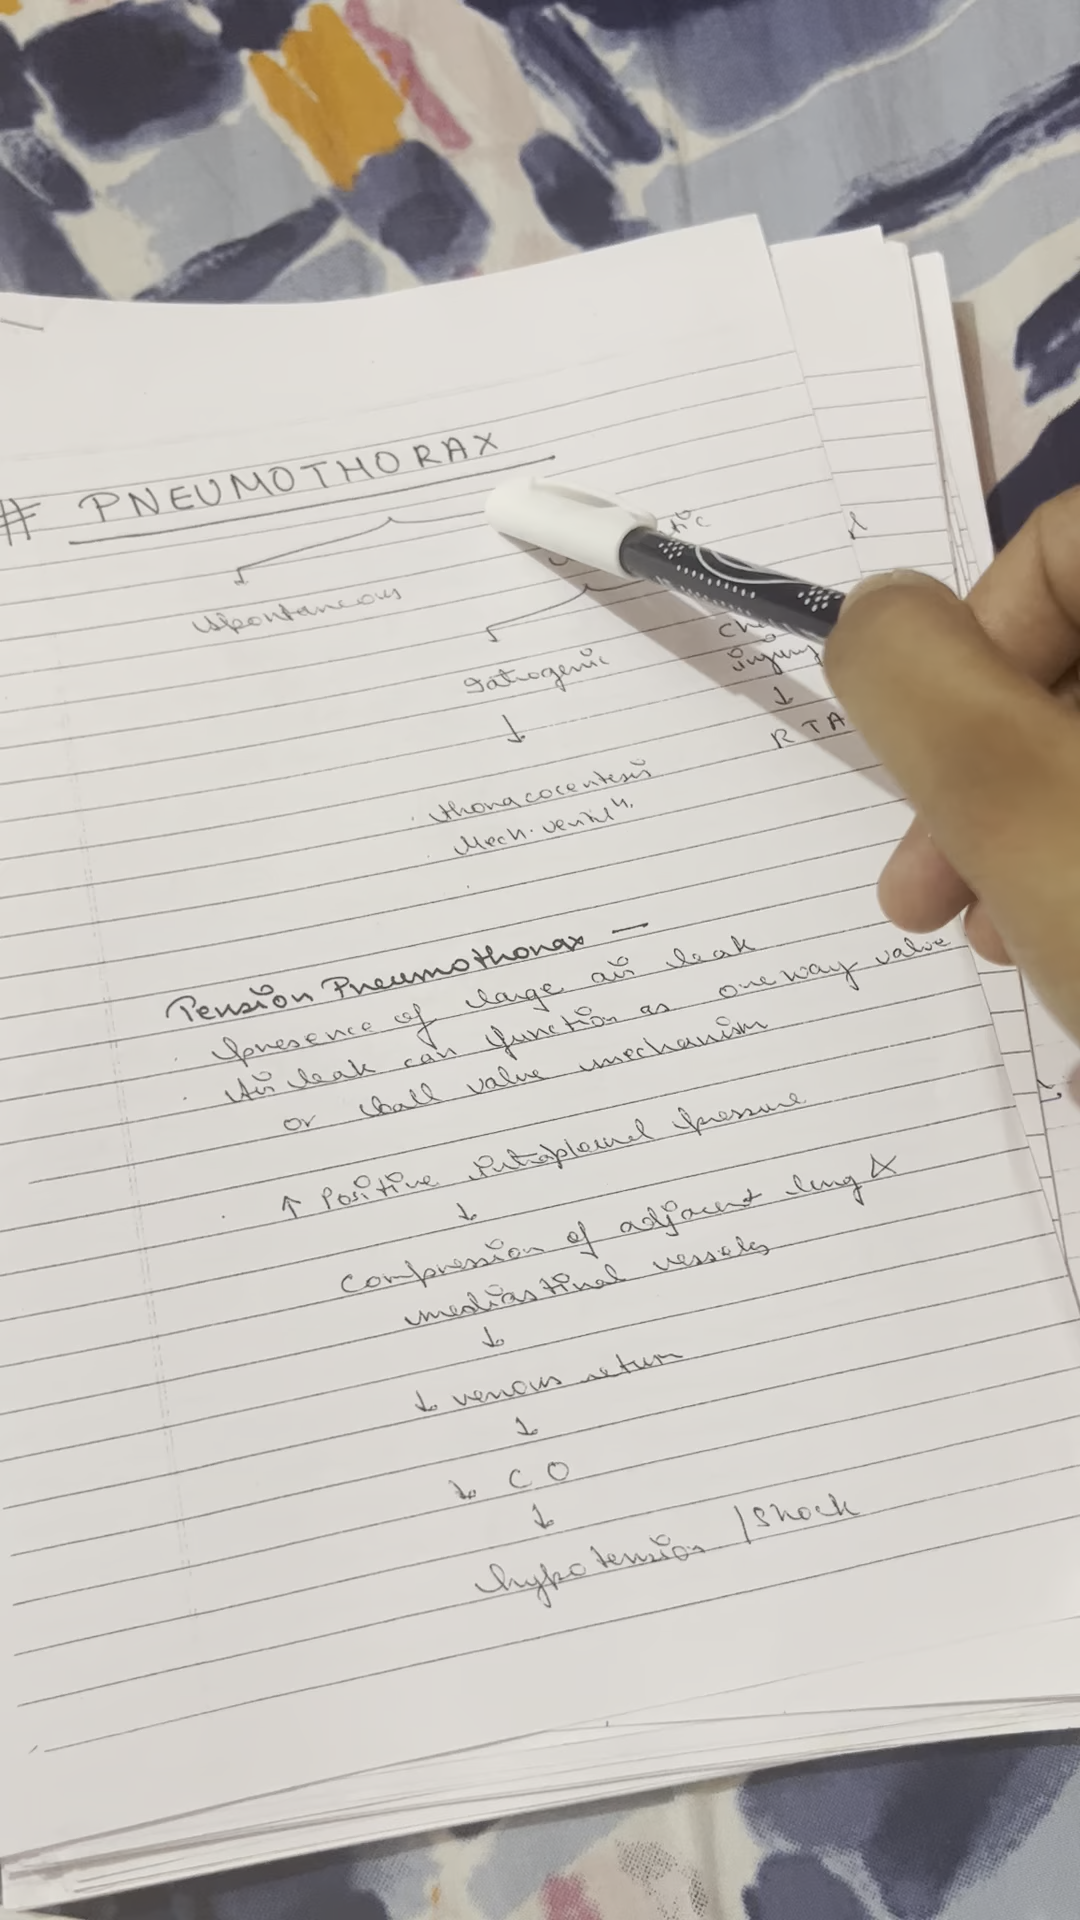 # PNEUMOTHORAX
Spontaneous
Iatrogenic
injury
RTA
thoracocentesis
Mech. ventiln.
Tension Pneumothorax —
presence of large air leak
Air leak can function as one way valve
or ball valve mechanism
↑ Positive intrapleural pressure
↓
Compression of adjacent lung &
mediastinal vessels
↓
↓ venous return
↓
↓ CO
↓
hypotension /shock